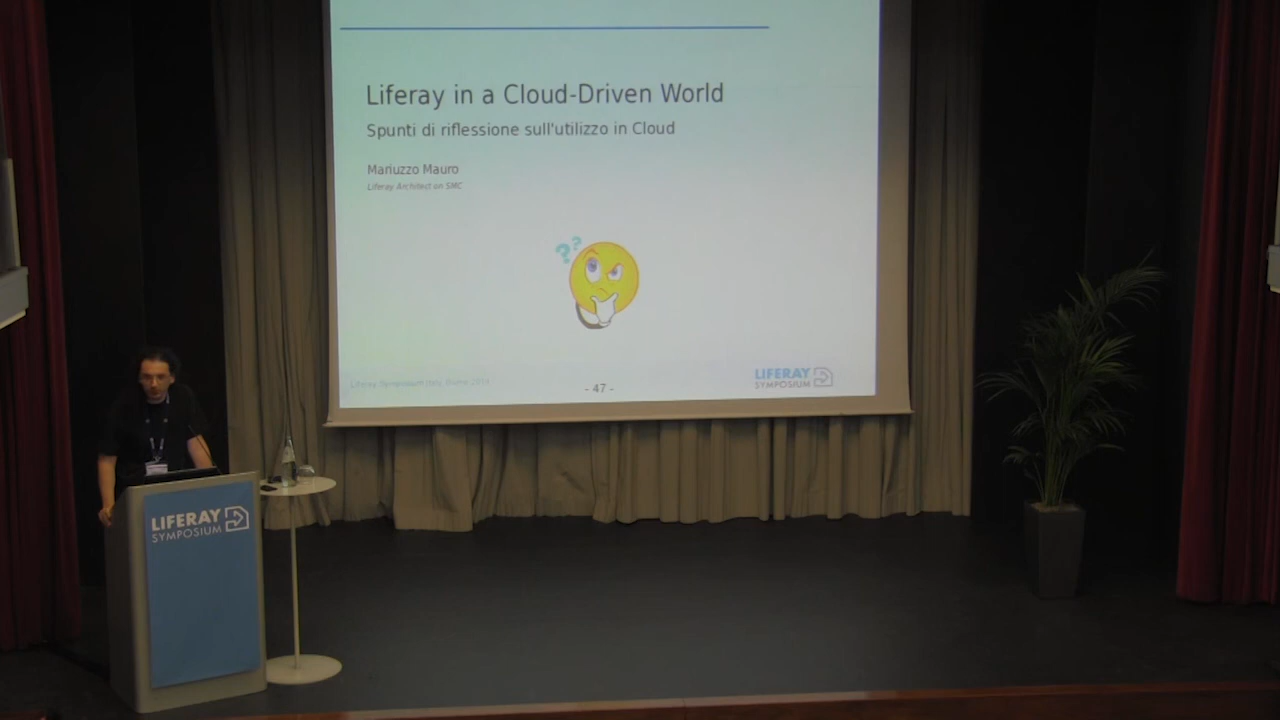 Liferay in a Cloud-Driven World
Spunti di riflessione sull'utilizzo in Cloud
Mariuzzo Mauro
Liferay Architect on SMC
??
- 47 -
LIFERAY
SYMPOSIUM
LIFERAY
SYMPOSIUM